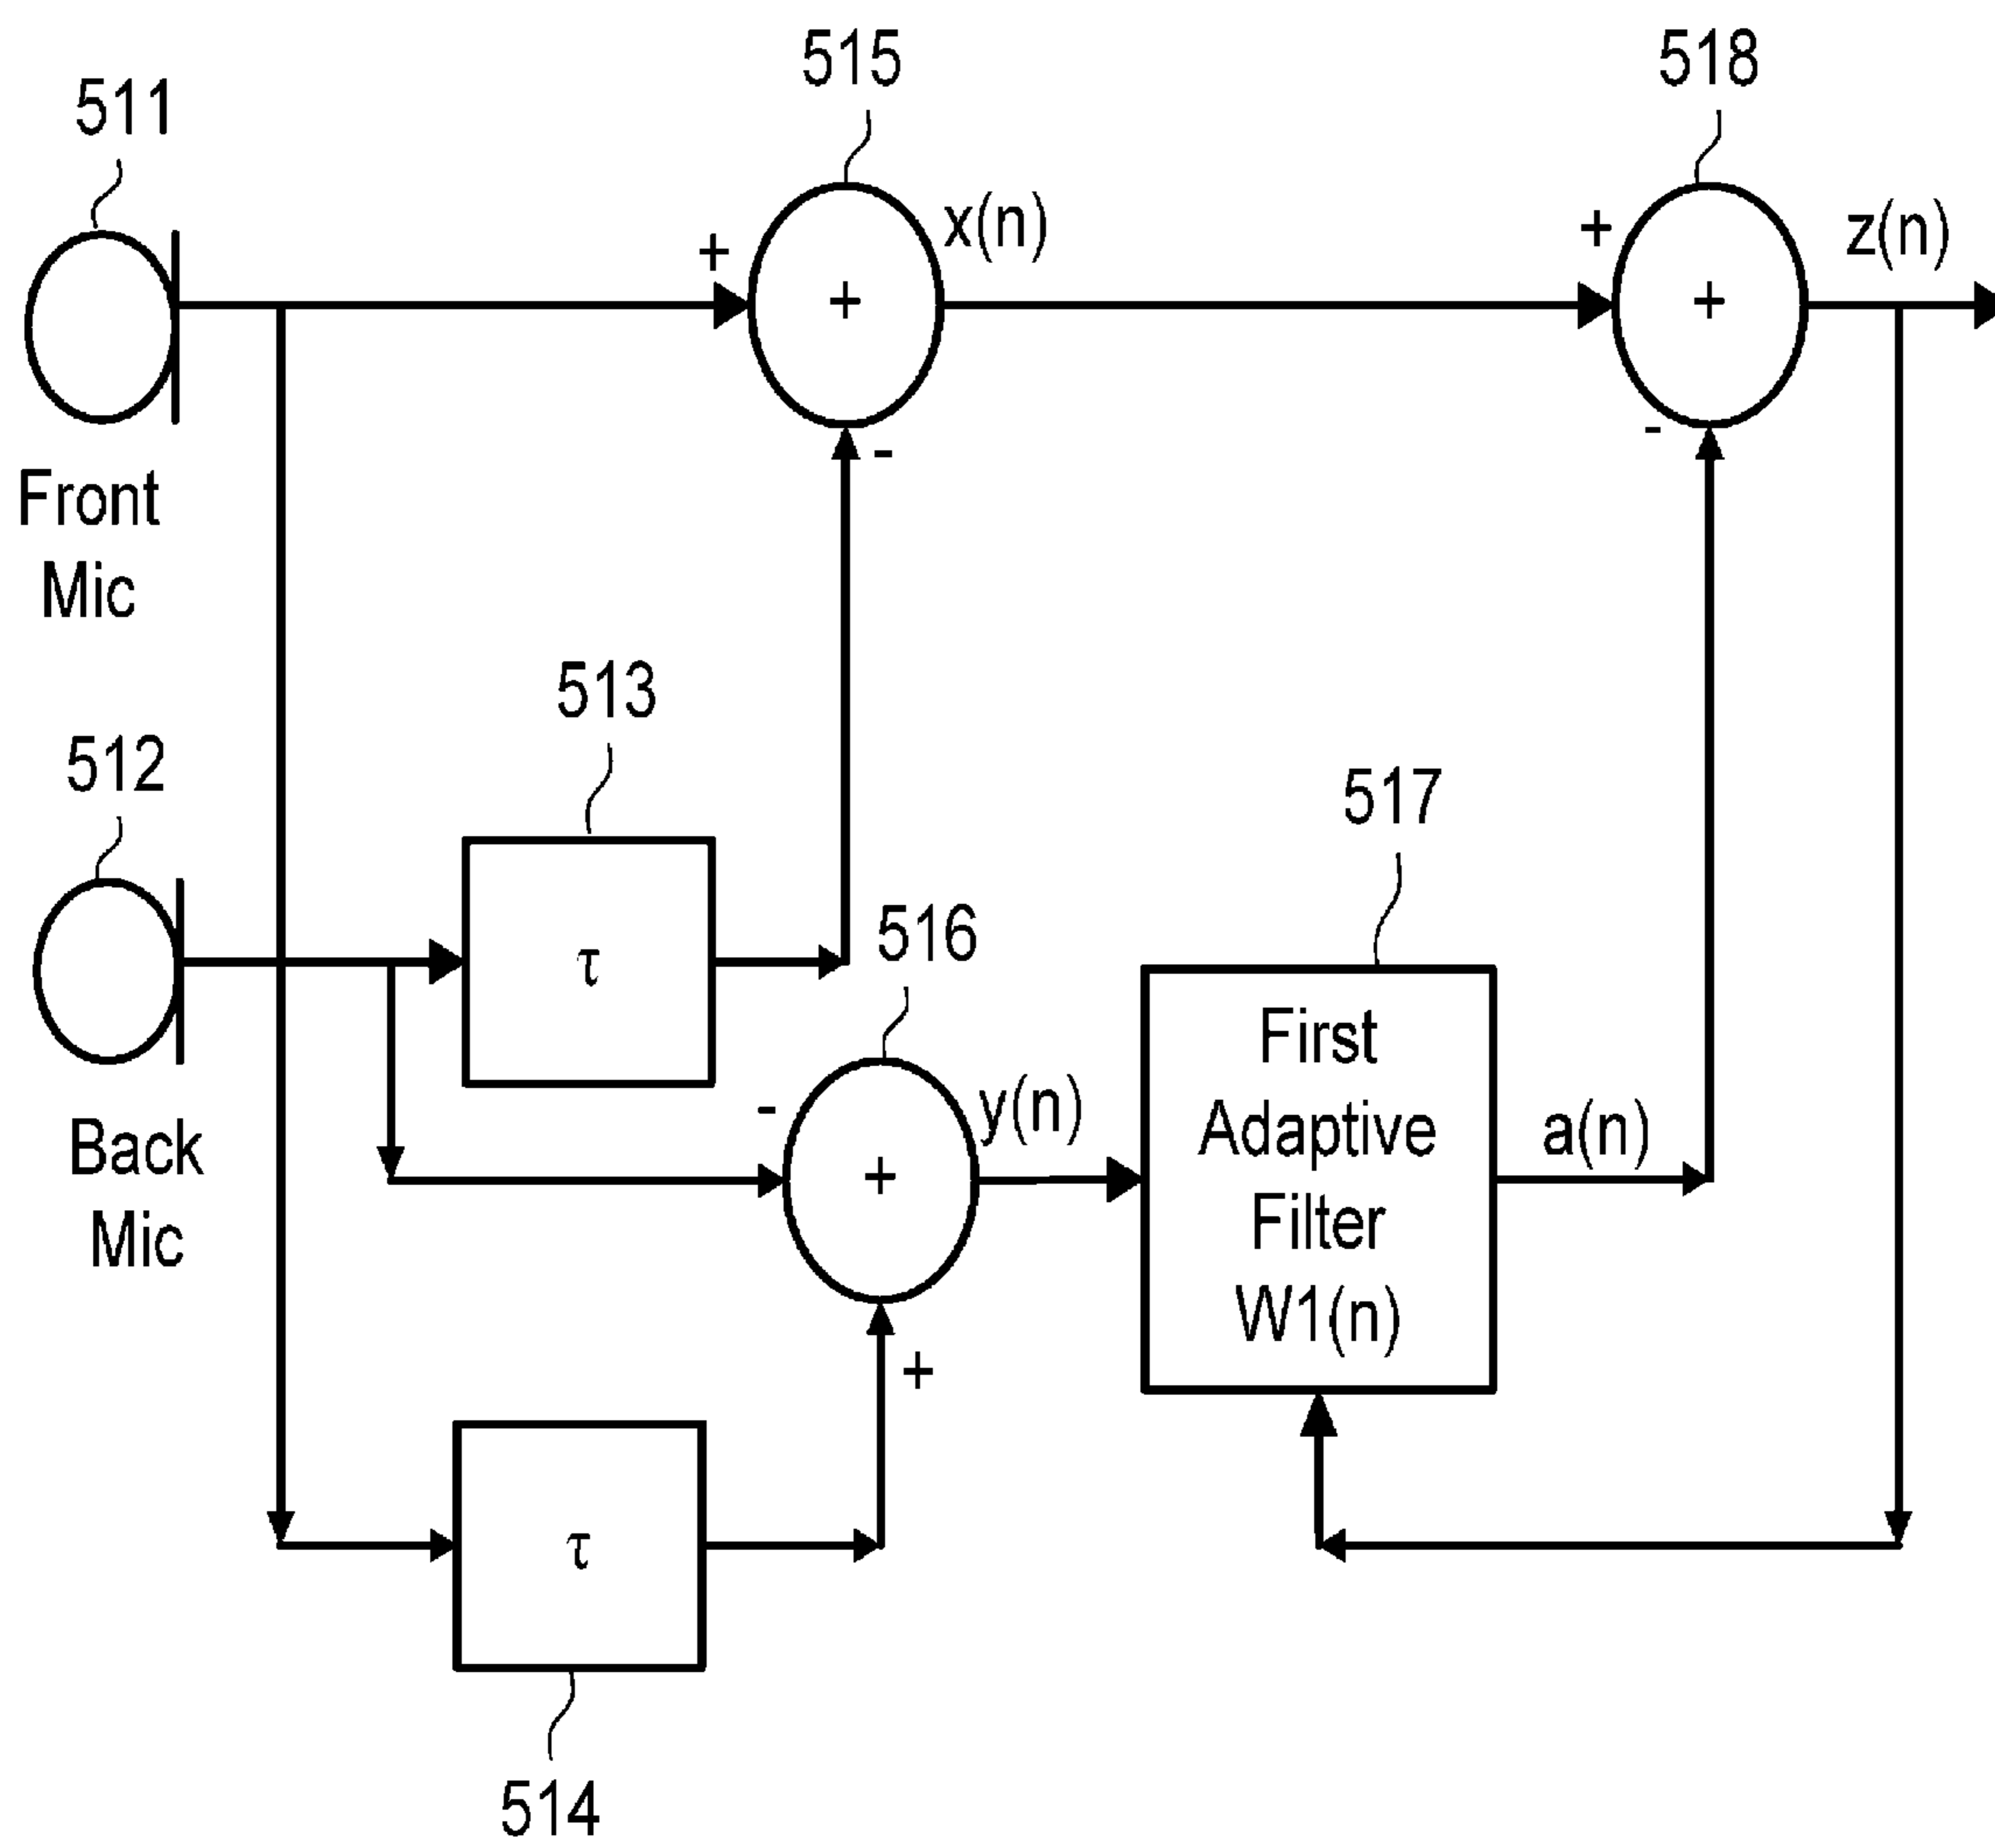 515
518
511
x(n)
z(n)
+
+
+
+
-
-
Front
Mic
513
512
517
516
τ
First
Adaptive
Filter
W1(n)
y(n)
a(n)
-
+
Back
Mic
+
τ
514